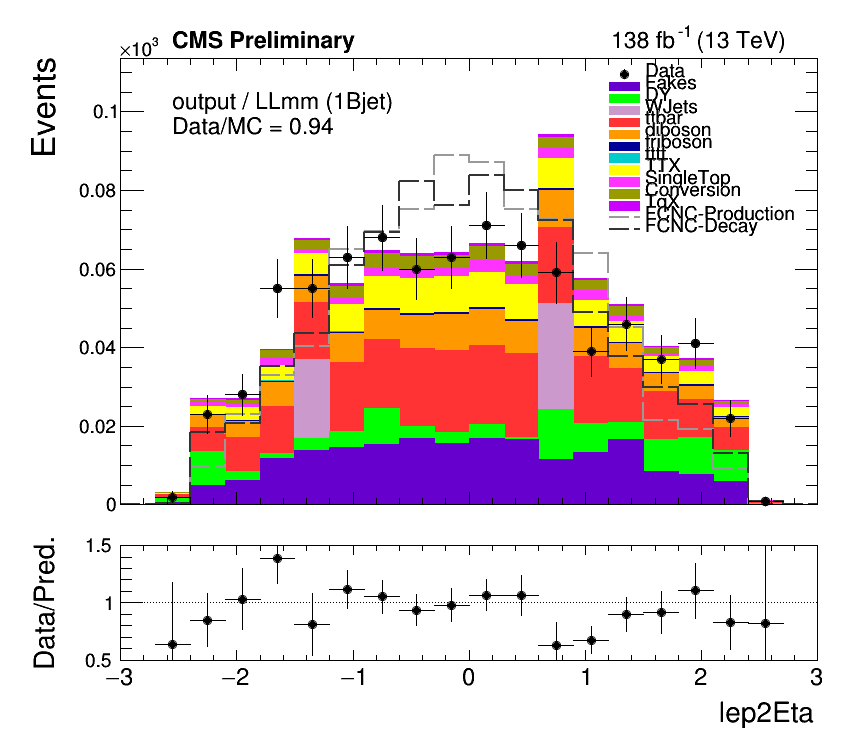 ×10³
CMS Preliminary
138 fb⁻¹ (13 TeV)
Events
output / LLmm (1Bjet)
Data/MC = 0.94
Data
Fakes
DY
WJets
ttbar
diboson
triboson
tttt
TTX
SingleTop
Conversion
TqX
FCNC-Production
FCNC-Decay
0.1
0.08
0.06
0.04
0.02
0
Data/Pred.
1.5
1
0.5
−3 −2 −1 0 1 2 3
lep2Eta